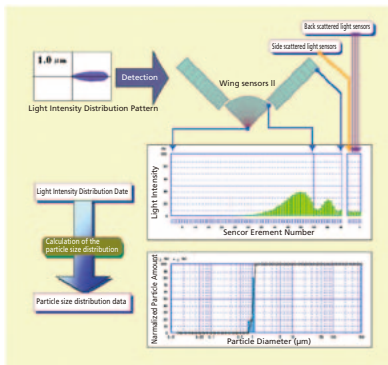 Back scattered light sensors
Side scattered light sensors
1.0 μm
Detection
Wing sensors II
Light Intensity Distribution Pattern
Light Intensity
Light Intensity Distribution Date
Sencor Erement Number
Calculation of the
particle size distribution
Narmalized Particle Amount
Particle size distribution data
Particle Diameter (μm)